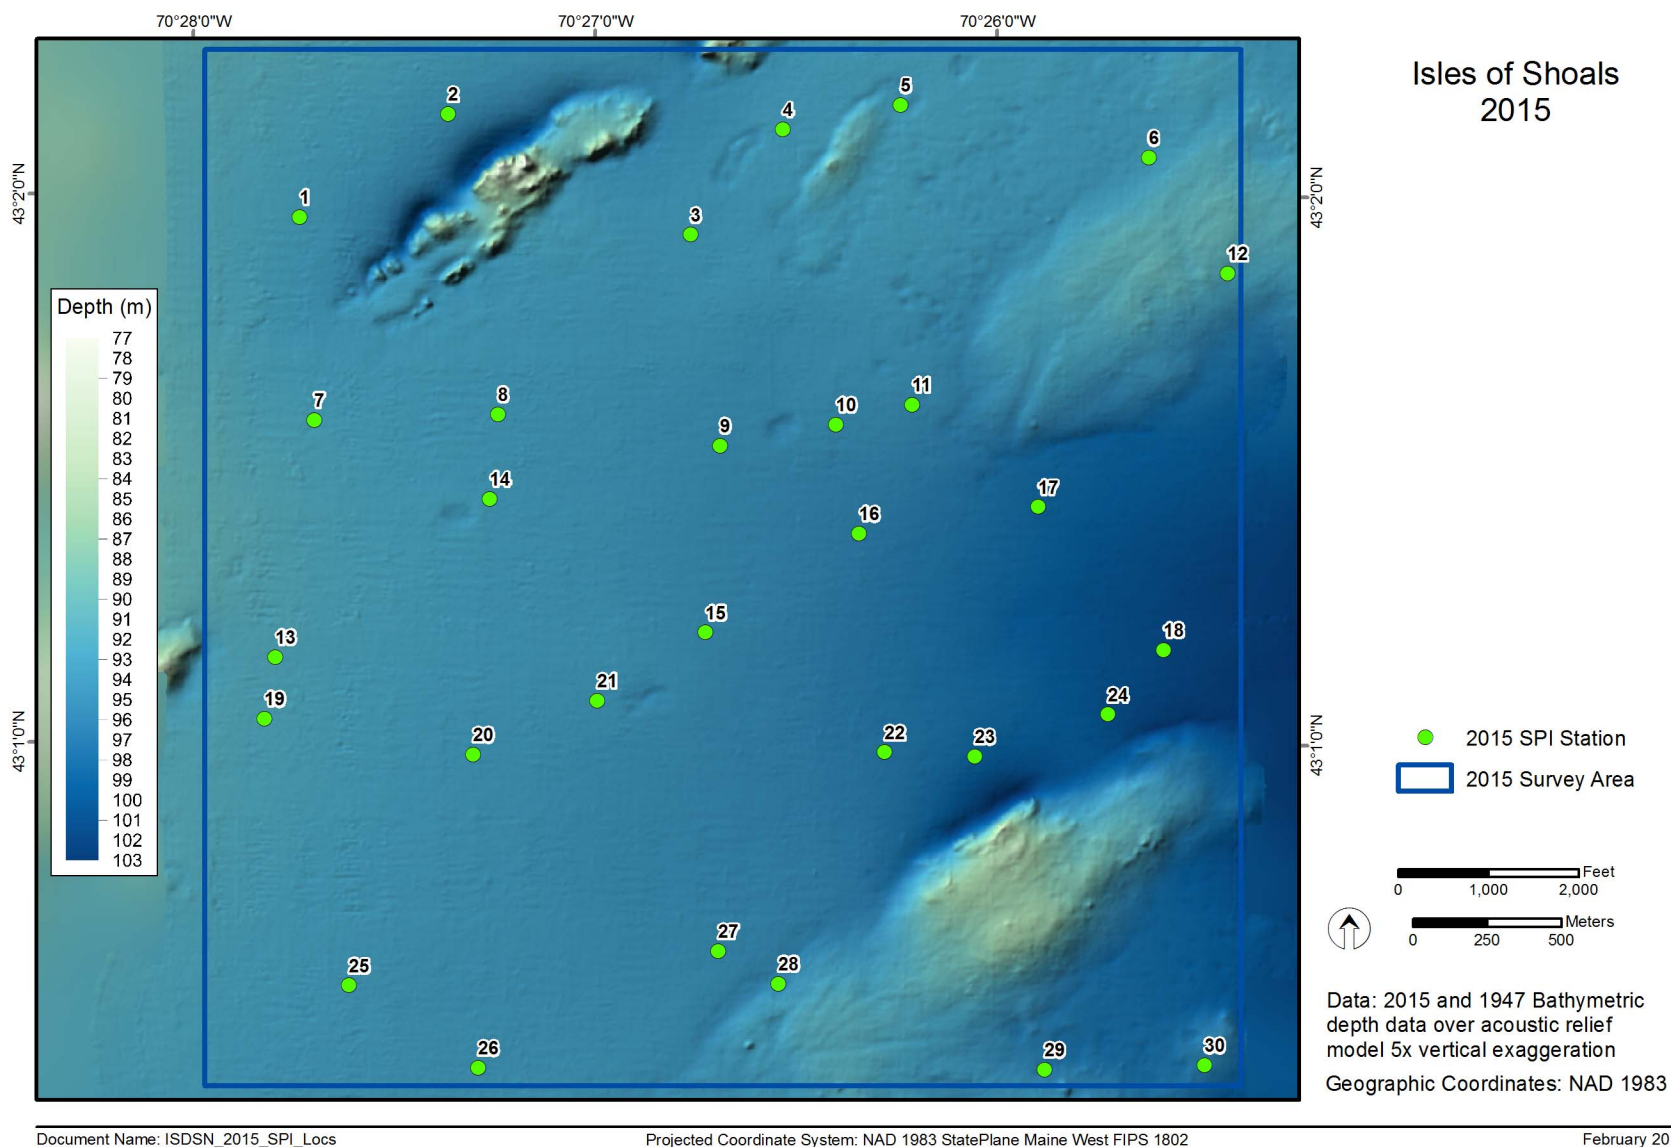 70°28'0"W
70°27'0"W
70°26'0"W
Isles of Shoals
2015
43°2'0"N
43°2'0"N
43°1'0"N
43°1'0"N
1
2
3
4
5
6
7
8
9
10
11
12
13
14
15
16
17
18
19
20
21
22
23
24
25
26
27
28
29
30
Depth (m)
77
78
79
80
81
82
83
84
85
86
87
88
89
90
91
92
93
94
95
96
97
98
99
100
101
102
103
2015 SPI Station
2015 Survey Area
Feet
0 1,000 2,000
Meters
0 250 500
Data: 2015 and 1947 Bathymetric
depth data over acoustic relief
model 5x vertical exaggeration
Geographic Coordinates: NAD 1983
Document Name: ISDSN_2015_SPI_Locs
Projected Coordinate System: NAD 1983 StatePlane Maine West FIPS 1802
February 20